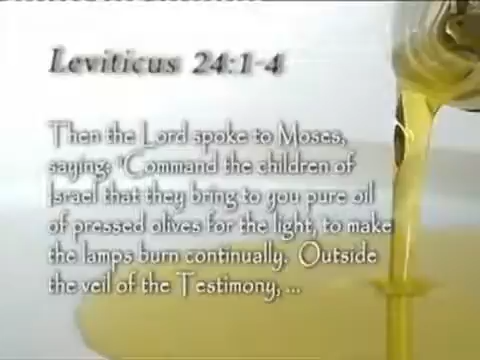 Leviticus 24:1-4
Then the Lord spoke to Moses,
saying: "Command the children of
Israel that they bring to you pure oil
of pressed olives for the light, to make
the lamps burn continually. Outside
the veil of the Testimony, ...